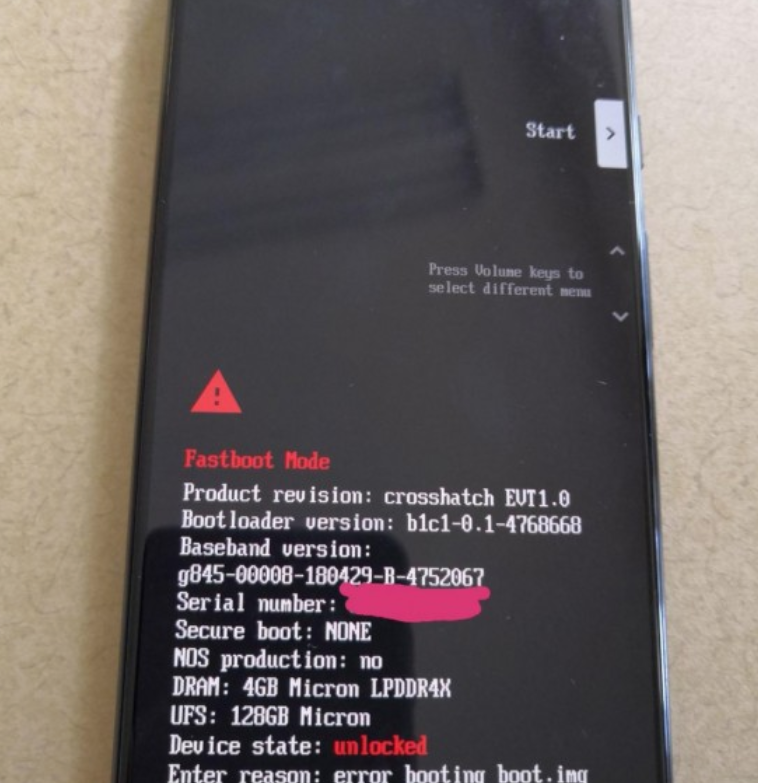 Start
Press Volume keys to
select different menu
Fastboot Mode
Product revision: crosshatch EVT1.0
Bootloader version: b1c1-0.1-4768668
Baseband version:
g845-00008-180429-B-4752067
Serial number:
Secure boot: NONE
NOS production: no
DRAM: 4GB Micron LPDDR4X
UFS: 128GB Micron
Device state: unlocked
Enter reason: error booting boot.img